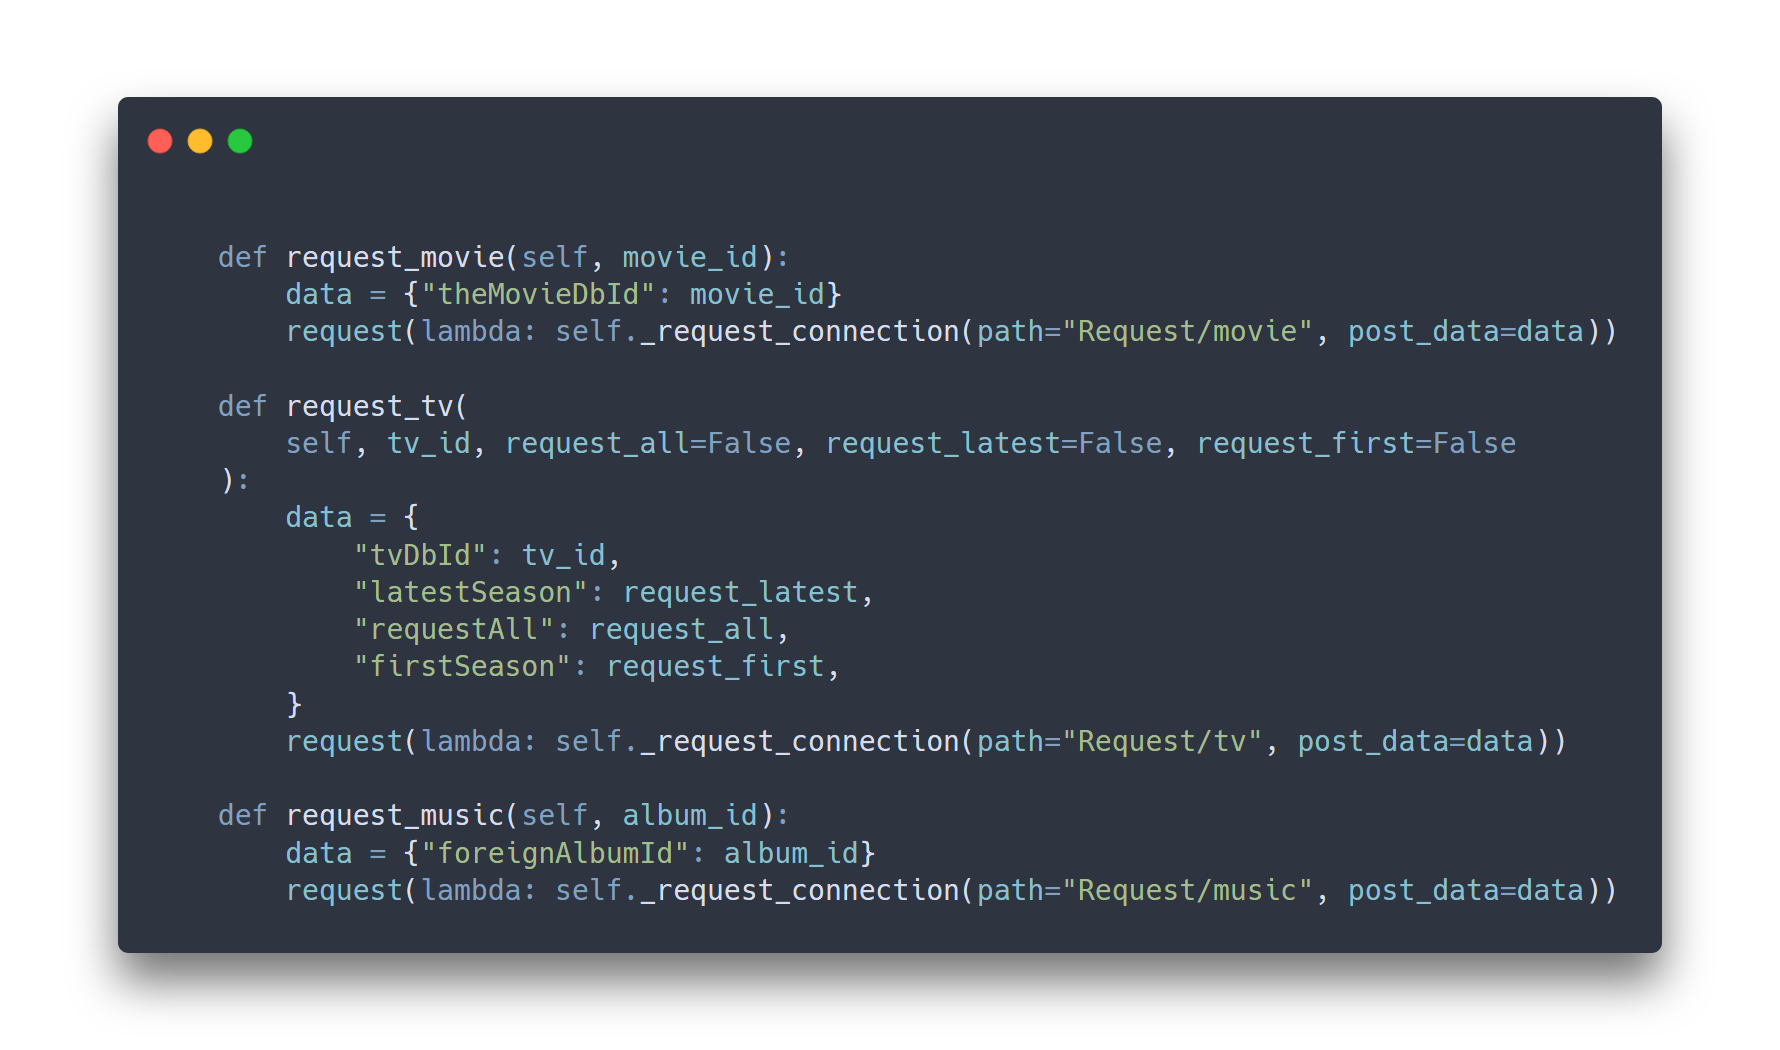 def request_movie(self, movie_id):
    data = {"theMovieDbId": movie_id}
    request(lambda: self._request_connection(path="Request/movie", post_data=data))

def request_tv(
    self, tv_id, request_all=False, request_latest=False, request_first=False
):
    data = {
        "tvDbId": tv_id,
        "latestSeason": request_latest,
        "requestAll": request_all,
        "firstSeason": request_first,
    }
    request(lambda: self._request_connection(path="Request/tv", post_data=data))

def request_music(self, album_id):
    data = {"foreignAlbumId": album_id}
    request(lambda: self._request_connection(path="Request/music", post_data=data))